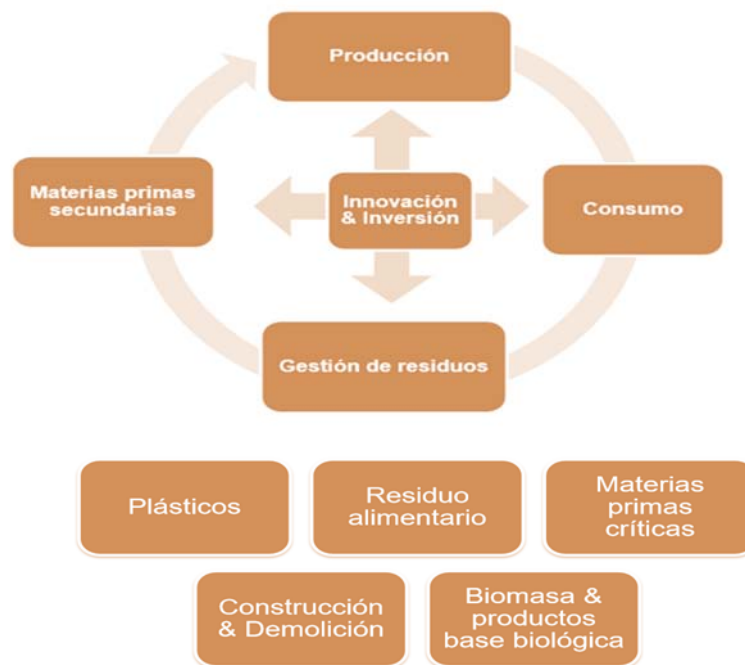 Producción
Materias primas
secundarias
Innovación
& Inversión
Consumo
Gestión de residuos
Plásticos
Residuo
alimentario
Materias
primas
críticas
Construcción
& Demolición
Biomasa &
productos
base biológica